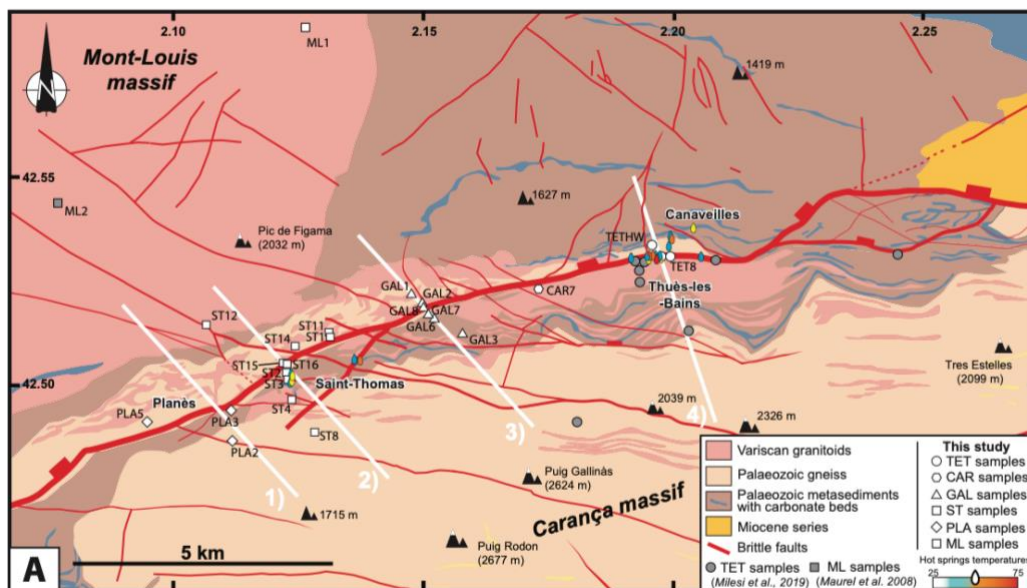 2.10
2.15
2.20
2.25
ML1
Mont-Louis
massif
1419 m
N
42.55
ML2
1627 m
Canaveilles
Pic de Figama
(2032 m)
TETHW
TET8
Thuès-les
-Bains
GAL1
GAL2
CAR7
GAL8
GAL7
GAL6
GAL3
ST12
ST11
ST1
ST14
ST15
ST16
ST2
ST3
Saint-Thomas
42.50
Tres Estelles
(2099 m)
Planès
ST4
PLA5
PLA3
2039 m
4)
2326 m
3)
ST8
PLA2
2)
1)
Puig Gallinàs
(2624 m)
1715 m
Carança massif
Puig Rodon
(2677 m)
A
5 km
Variscan granitoids
Palaeozoic gneiss
Palaeozoic metasediments
with carbonate beds
Miocene series
Brittle faults
TET samples
(Milesi et al., 2019)
ML samples
(Maurel et al. 2008)
This study
TET samples
CAR samples
GAL samples
ST samples
PLA samples
ML samples
Hot springs temperature
25
75